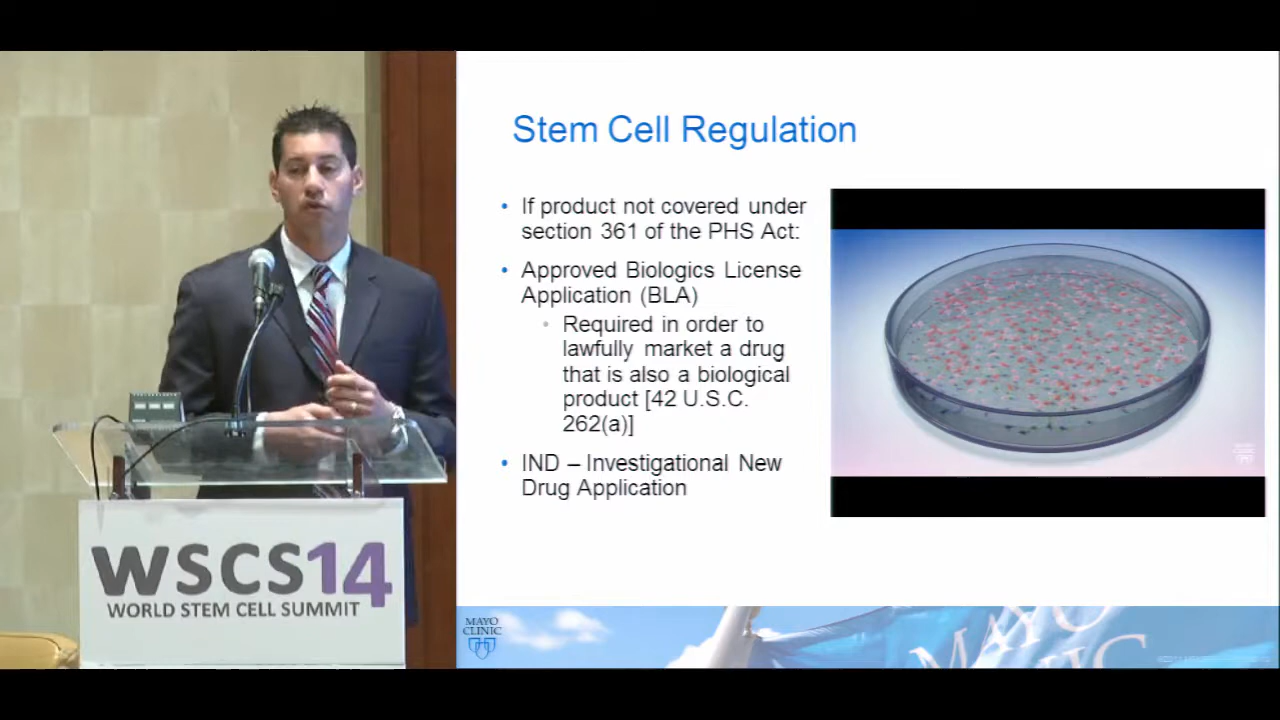 Stem Cell Regulation
• If product not covered under
section 361 of the PHS Act:
• Approved Biologics License
Application (BLA)
• Required in order to
lawfully market a drug
that is also a biological
product [42 U.S.C.
262(a)]
• IND – Investigational New
Drug Application
WSCS14
WORLD STEM CELL SUMMIT
MAYO
CLINIC
MAYO
CLINIC